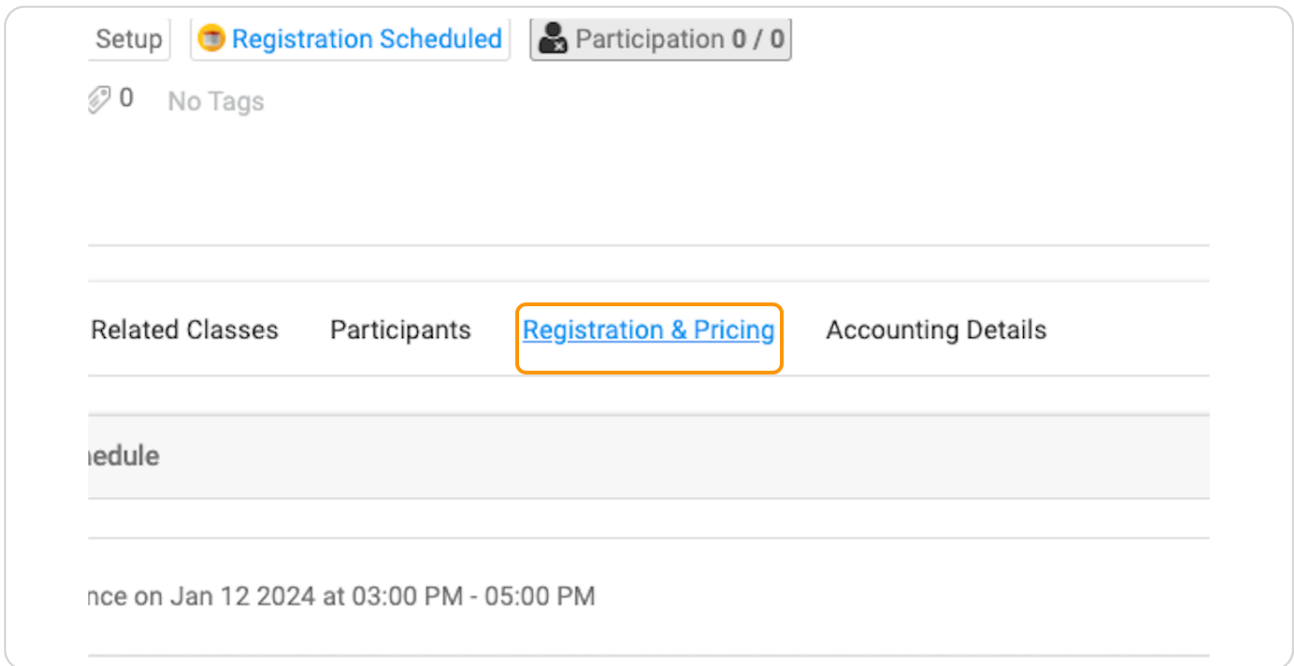 Setup Registration Scheduled Participation 0 / 0
0 No Tags
Related Classes Participants Registration & Pricing Accounting Details
hedule
nce on Jan 12 2024 at 03:00 PM - 05:00 PM